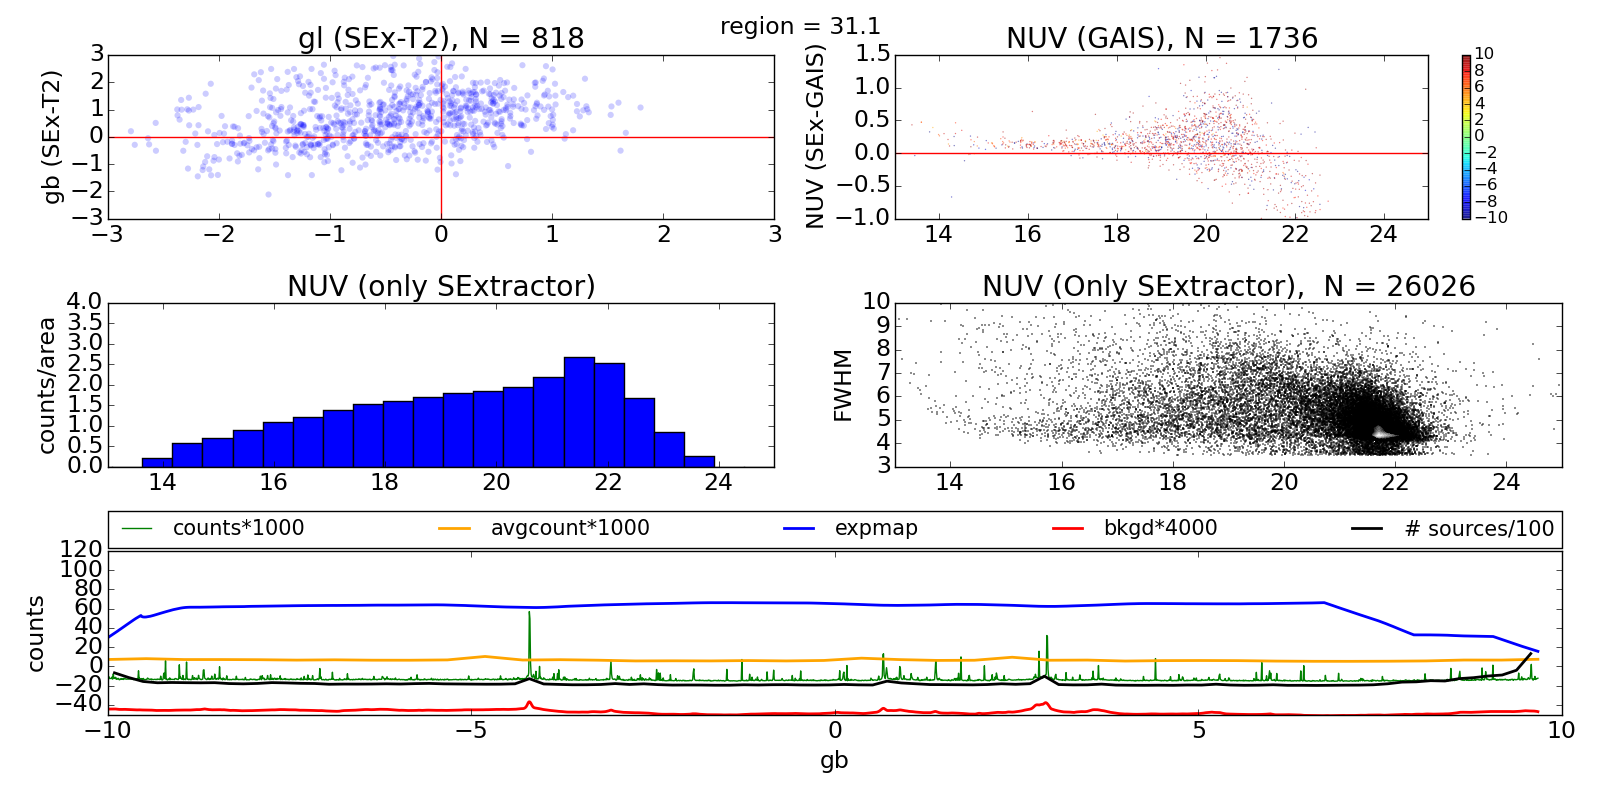 region = 31.1
gl (SEx-T2), N = 818
NUV (GAIS), N = 1736
gb (SEx-T2)
3
2
1
0
−1
−2
−3
−3 −2 −1 0 1 2 3
NUV (SEx-GAIS)
1.5
1.0
0.5
0.0
−0.5
−1.0
14 16 18 20 22 24
10
8
6
4
2
0
−2
−4
−6
−8
−10
NUV (only SExtractor)
counts/area
4.0
3.5
3.0
2.5
2.0
1.5
1.0
0.5
0.0
14 16 18 20 22 24
NUV (Only SExtractor), N = 26026
FWHM
10
9
8
7
6
5
4
3
14 16 18 20 22 24
counts*1000 avgcount*1000 expmap bkgd*4000 # sources/100
counts
120
100
80
60
40
20
0
−20
−40
−10 −5 0 5 10
gb